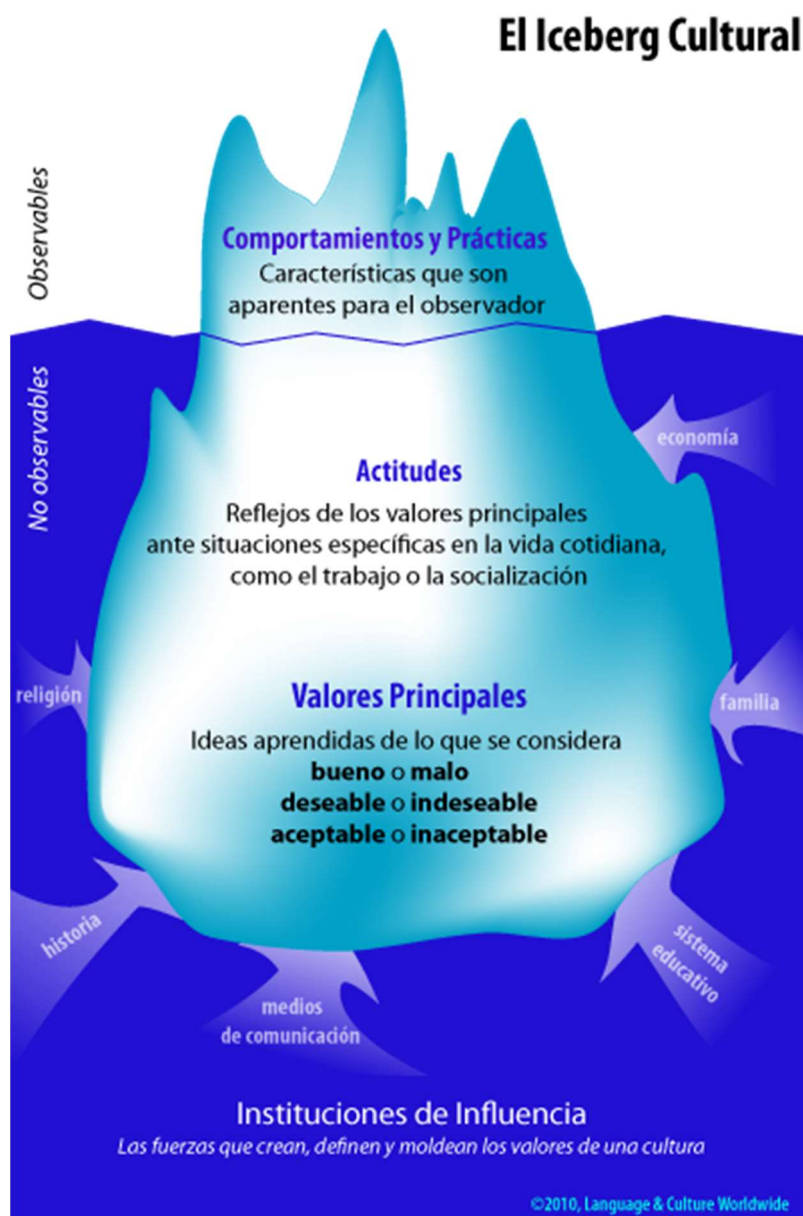 El Iceberg Cultural
Observables
Comportamientos y Prácticas
Características que son
aparentes para el observador
No observables
economía
Actitudes
Reflejos de los valores principales
ante situaciones específicas en la vida cotidiana,
como el trabajo o la socialización
religión
familia
Valores Principales
Ideas aprendidas de lo que se considera
bueno o malo
deseable o indeseable
aceptable o inaceptable
historia
sistema
educativo
medios
de comunicación
Instituciones de Influencia
Las fuerzas que crean, definen y moldean los valores de una cultura
©2010, Language & Culture Worldwide